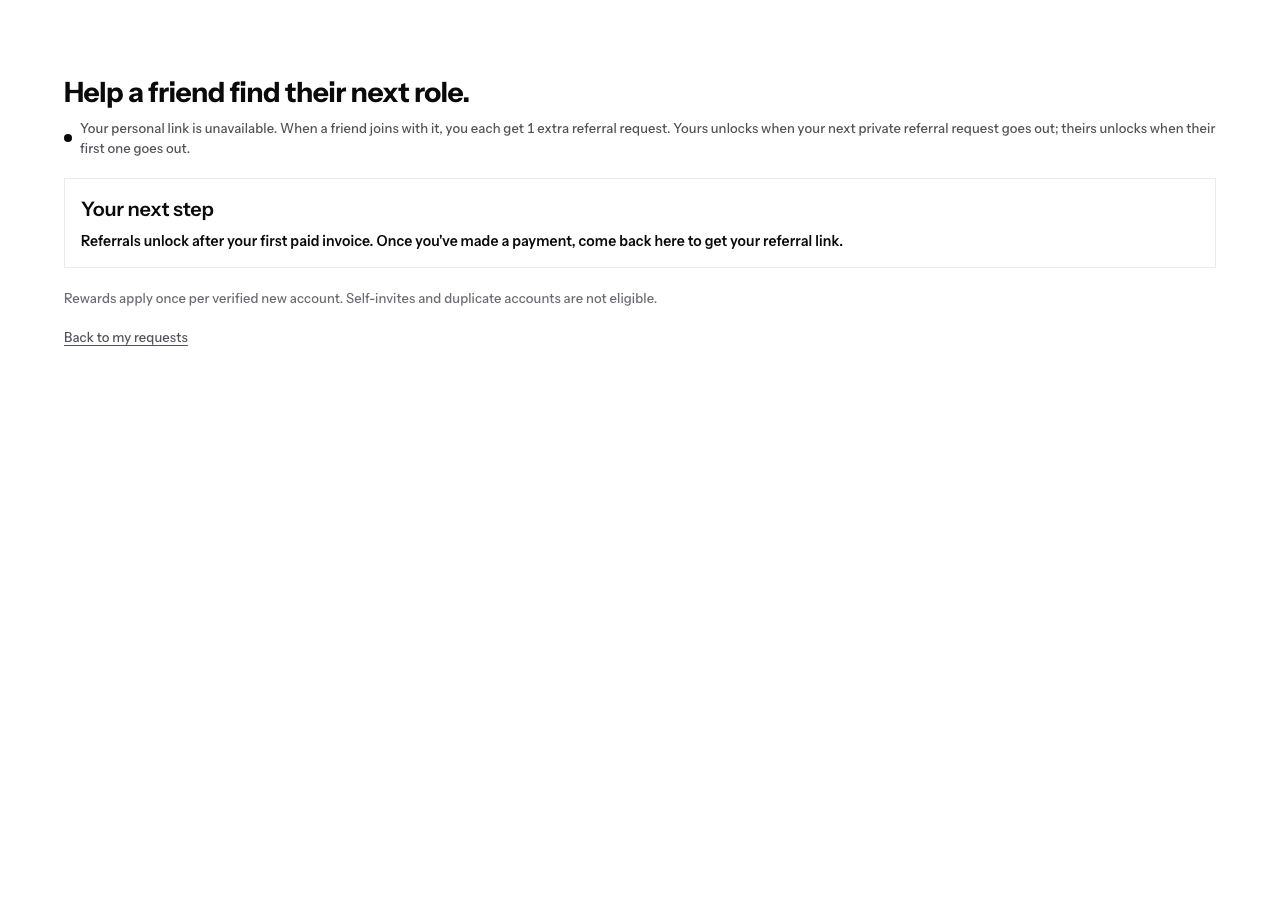 Help a friend find their next role.
Your personal link is unavailable. When a friend joins with it, you each get 1 extra referral request. Yours unlocks when your next private referral request goes out; theirs unlocks when their
first one goes out.
Your next step
Referrals unlock after your first paid invoice. Once you've made a payment, come back here to get your referral link.
Rewards apply once per verified new account. Self-invites and duplicate accounts are not eligible.
Back to my requests